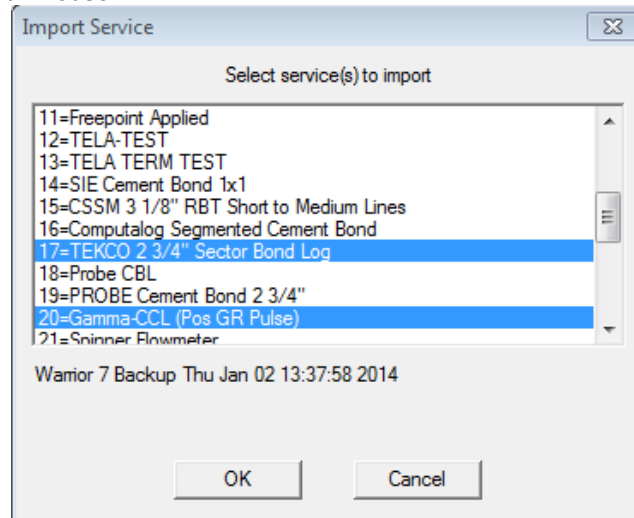 Import Service
Select service(s) to import
11=Freepoint Applied
12=TELA-TEST
13=TELA TERM TEST
14=SIE Cement Bond 1x1
15=CSSM 3 1/8" RBT Short to Medium Lines
16=Computalog Segmented Cement Bond
17=TEKCO 2 3/4" Sector Bond Log
18=Probe CBL
19=PROBE Cement Bond 2 3/4"
20=Gamma-CCL (Pos GR Pulse)
21=Spinner Flowmeter
Warrior 7 Backup Thu Jan 02 13:37:58 2014
OK Cancel